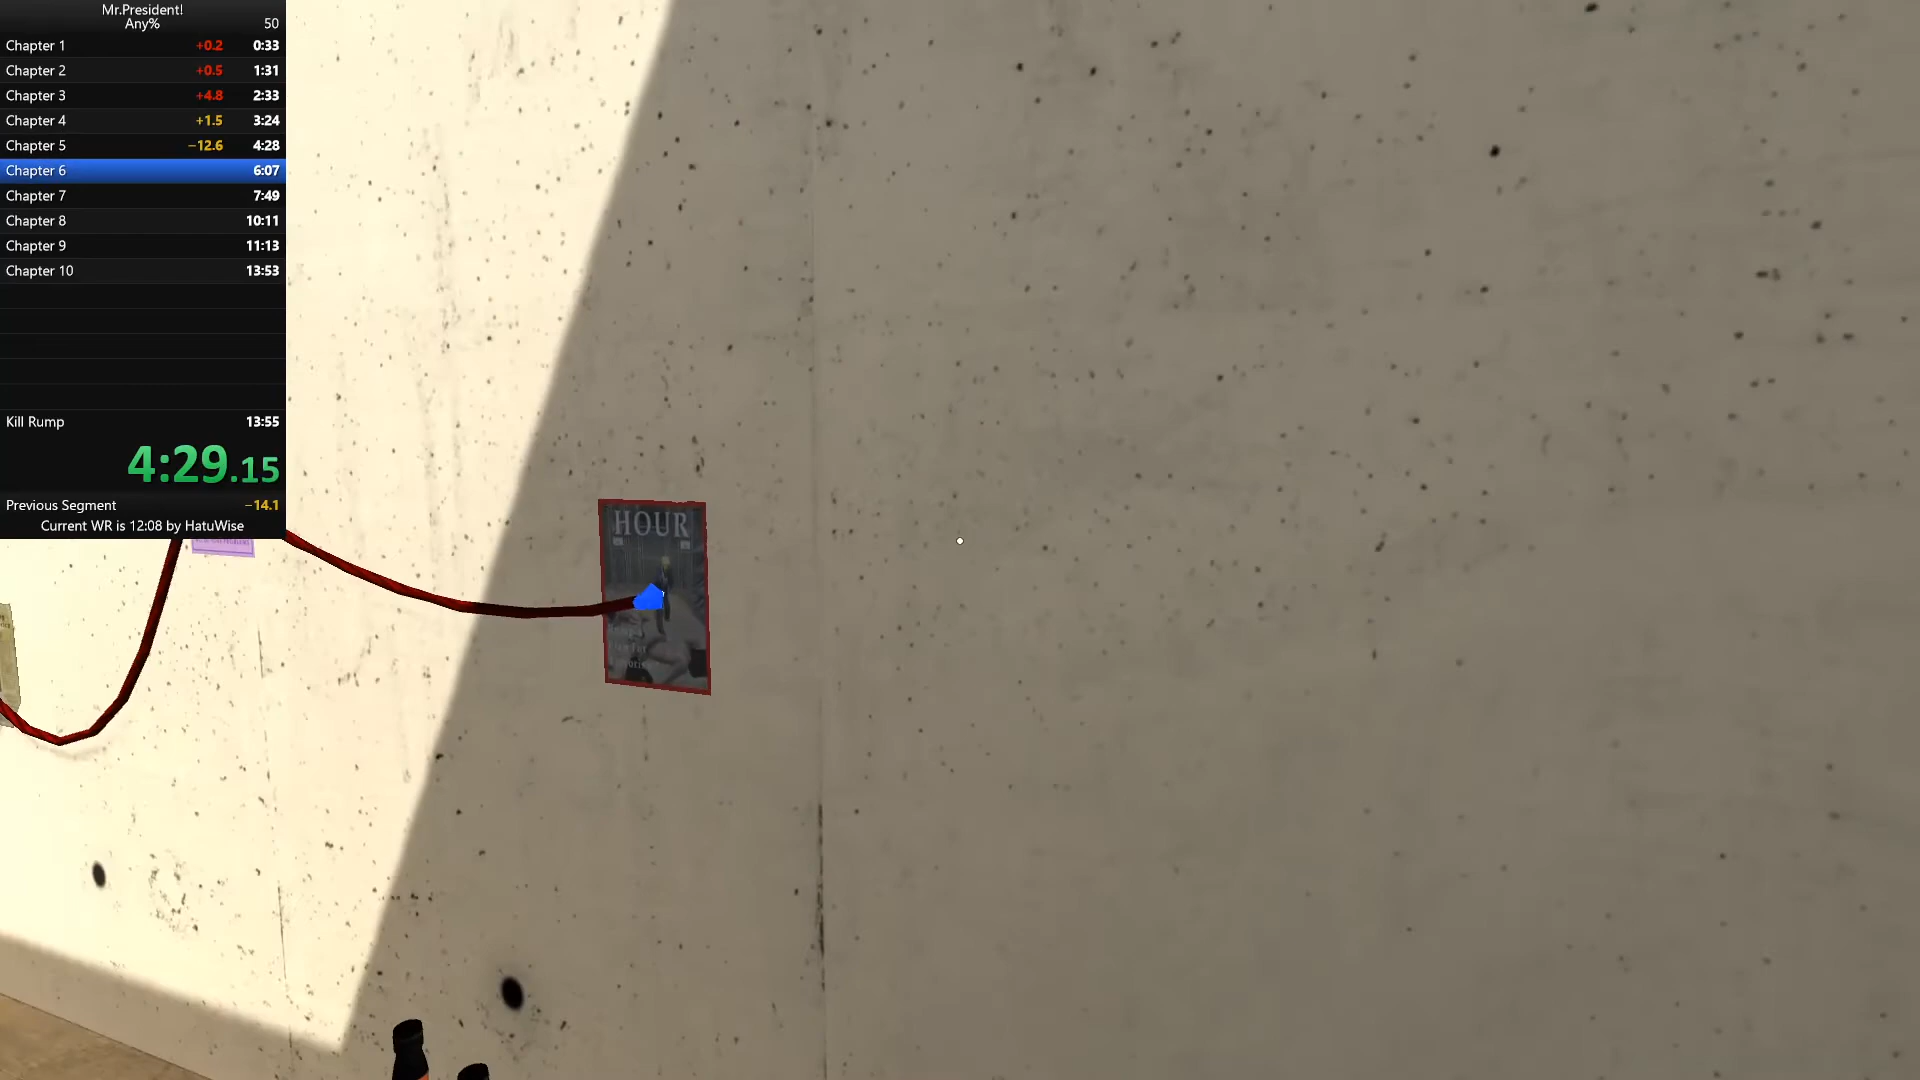 Mr.President!
Any%
50
Chapter 1 +0.2 0:33
Chapter 2 +0.5 1:31
Chapter 3 +4.8 2:33
Chapter 4 +1.5 3:24
Chapter 5 −12.6 4:28
Chapter 6 6:07
Chapter 7 7:49
Chapter 8 10:11
Chapter 9 11:13
Chapter 10 13:53
Kill Rump 13:55
4:29.15
Previous Segment −14.1
Current WR is 12:08 by HatuWise
HOUR